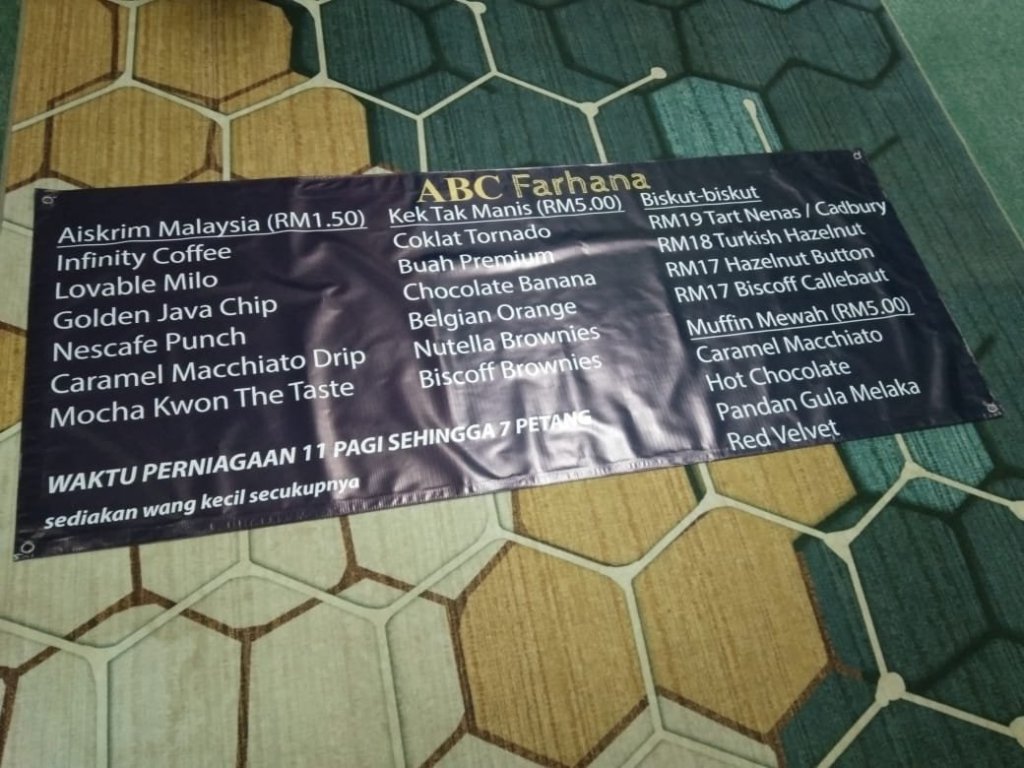 ABC Farhana
Aiskrim Malaysia (RM1.50)
Infinity Coffee
Lovable Milo
Golden Java Chip
Nescafe Punch
Caramel Macchiato Drip
Mocha Kwon The Taste
Kek Tak Manis (RM5.00)
Coklat Tornado
Buah Premium
Chocolate Banana
Belgian Orange
Nutella Brownies
Biscoff Brownies
Biskut-biskut
RM19 Tart Nenas / Cadbury
RM18 Turkish Hazelnut
RM17 Hazelnut Button
RM17 Biscoff Callebaut
Muffin Mewah (RM5.00)
Caramel Macchiato
Hot Chocolate
Pandan Gula Melaka
Red Velvet
WAKTU PERNIAGAAN 11 PAGI SEHINGGA 7 PETANG
sediakan wang kecil secukupnya